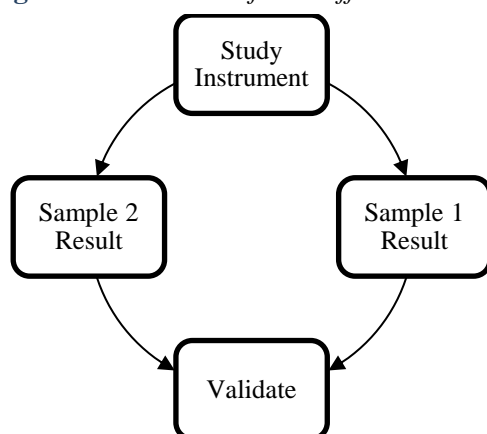 Study
Instrument
Sample 2
Result
Sample 1
Result
Validate